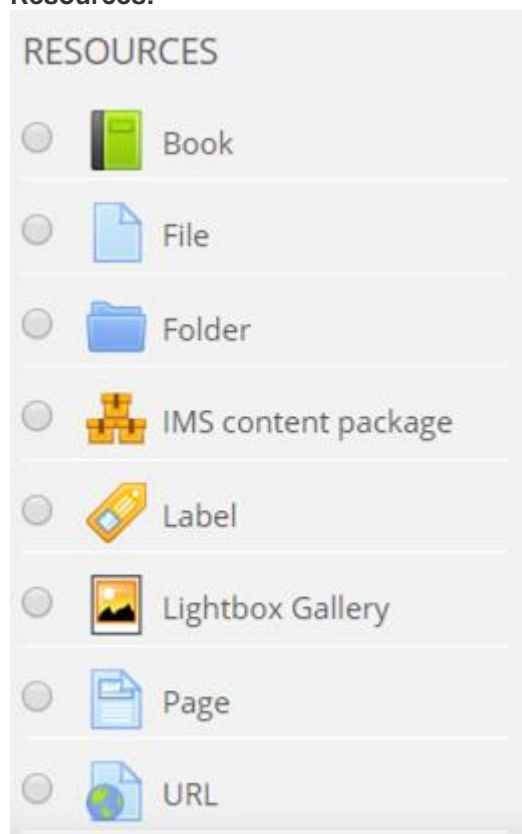 Resources:
RESOURCES
Book
File
Folder
IMS content package
Label
Lightbox Gallery
Page
URL